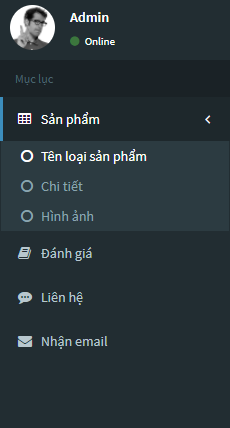 Admin
Online
Mục lục
Sản phẩm
Tên loại sản phẩm
Chi tiết
Hình ảnh
Đánh giá
Liên hệ
Nhận email